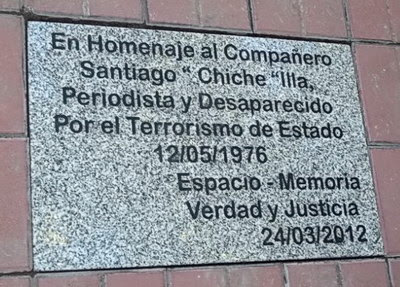 En Homenaje al Compañero
Santiago " Chiche "Illa,
Periodista y Desaparecido
Por el Terrorismo de Estado
12/05/1976
Espacio - Memoria
Verdad y Justicia
24/03/2012